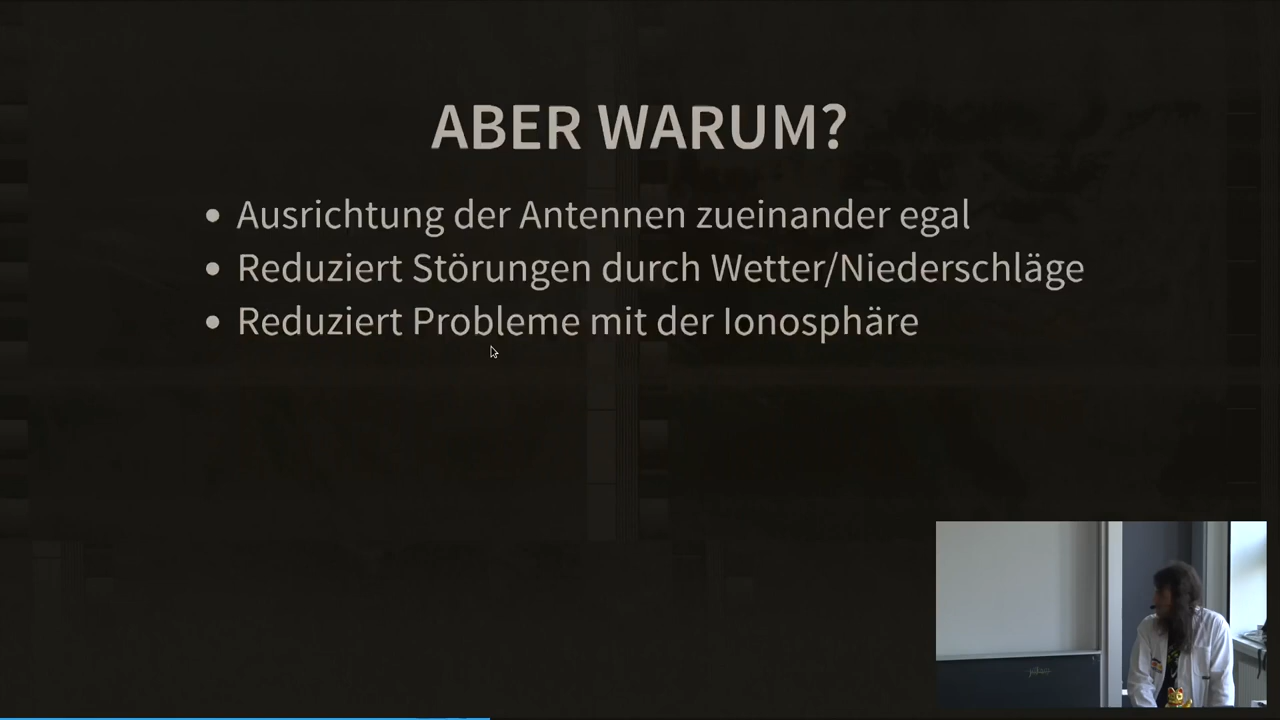 ABER WARUM?
Ausrichtung der Antennen zueinander egal
Reduziert Störungen durch Wetter/Niederschläge
Reduziert Probleme mit der Ionosphäre